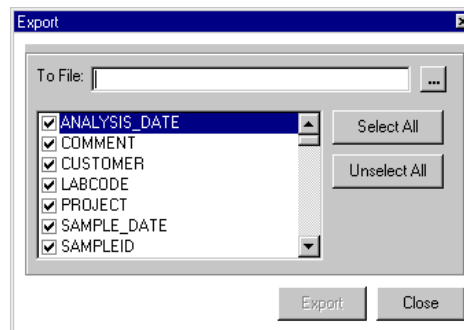 Export
To File:
...
ANALYSIS_DATE
Select All
COMMENT
CUSTOMER
Unselect All
LABCODE
PROJECT
SAMPLE_DATE
SAMPLEID
Export
Close